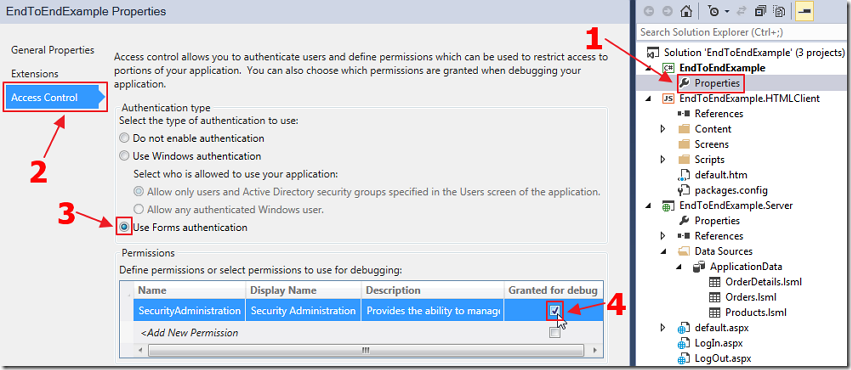 EndToEndExample Properties
General Properties
Extensions
Access Control
2
Access control allows you to authenticate users and define permissions which can be used to restrict access to
portions of your application. You can also choose which permissions are granted when debugging your
application.
Authentication type
Select the type of authentication to use:
Do not enable authentication
Use Windows authentication
Select who is allowed to use your application:
Allow only users and Active Directory security groups specified in the Users screen of the application.
Allow any authenticated Windows user.
3
Use Forms authentication
Permissions
Define permissions or select permissions to use for debugging:
Name Display Name Description Granted for debug
SecurityAdministration Security Administration Provides the ability to manage
4
<Add New Permission
Search Solution Explorer (Ctrl+;)
1
Solution 'EndToEndExample' (3 projects)
C# EndToEndExample
Properties
JS EndToEndExample.HTMLClient
References
Content
Screens
Scripts
default.htm
packages.config
EndToEndExample.Server
Properties
References
Data Sources
ApplicationData
OrderDetails.lsml
Orders.lsml
Products.lsml
default.aspx
LogIn.aspx
LogOut.aspx